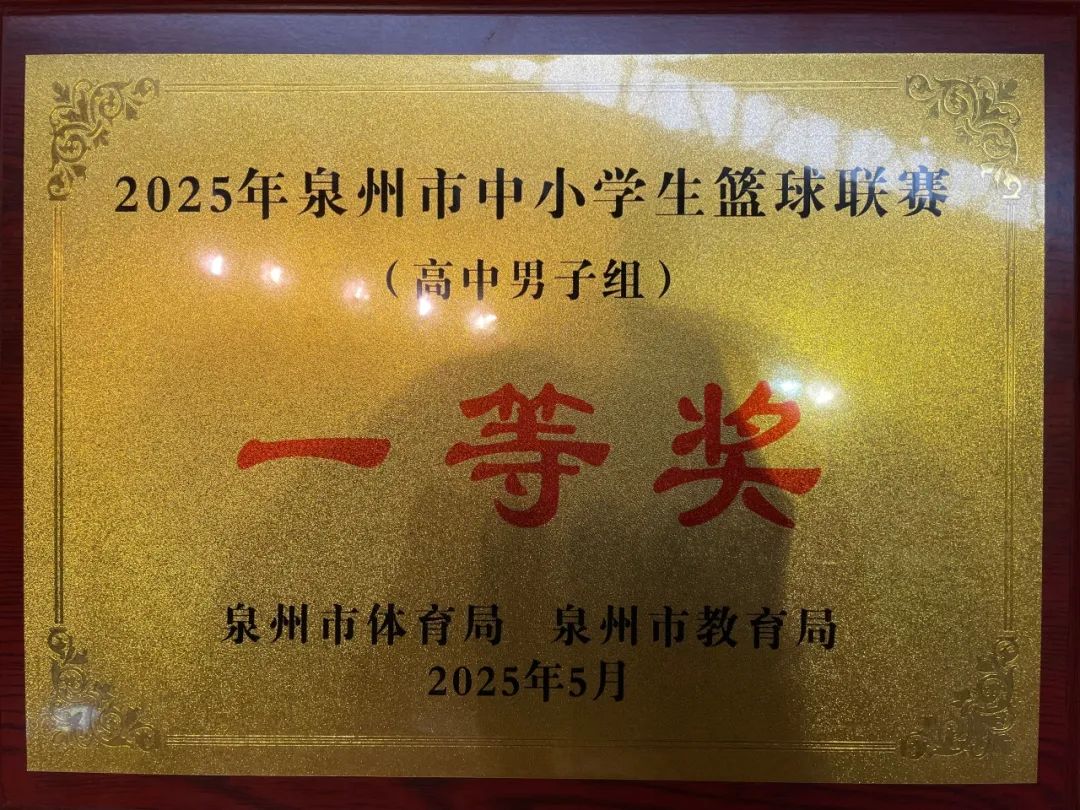 2025年泉州市中小学生篮球联赛
（高中男子组）
一等奖
泉州市体育局 泉州市教育局
2025年5月